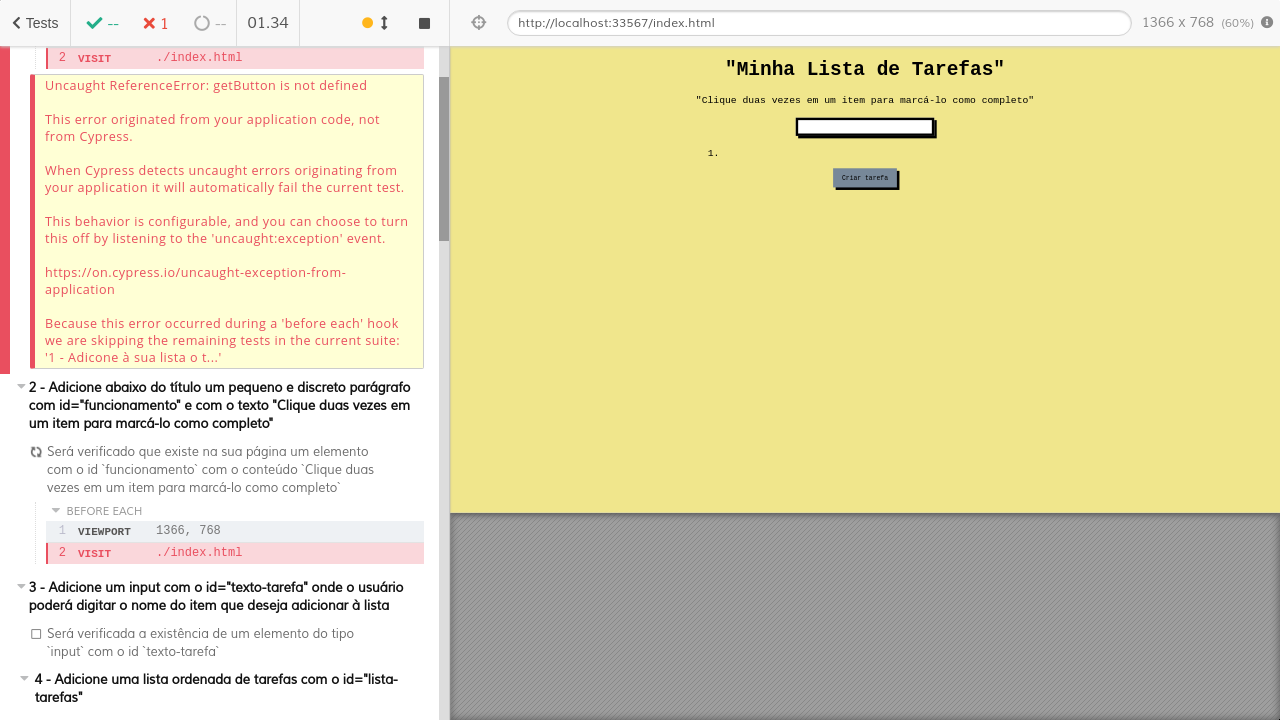 Tests
--
1
--
01.34
http://localhost:33567/index.html
1366 x 768 (60%)
2 VISIT ./index.html
Uncaught ReferenceError: getButton is not defined
This error originated from your application code, not
from Cypress.
When Cypress detects uncaught errors originating from
your application it will automatically fail the current test.
This behavior is configurable, and you can choose to turn
this off by listening to the 'uncaught:exception' event.
https://on.cypress.io/uncaught-exception-from-
application
Because this error occurred during a 'before each' hook
we are skipping the remaining tests in the current suite:
'1 - Adicone à sua lista o t...'
2 - Adicione abaixo do título um pequeno e discreto parágrafo
com id="funcionamento" e com o texto "Clique duas vezes em
um item para marcá-lo como completo"
Será verificado que existe na sua página um elemento
com o id `funcionamento` com o conteúdo `Clique duas
vezes em um item para marcá-lo como completo`
BEFORE EACH
1 VIEWPORT 1366, 768
2 VISIT ./index.html
3 - Adicione um input com o id="texto-tarefa" onde o usuário
poderá digitar o nome do item que deseja adicionar à lista
Será verificada a existência de um elemento do tipo
`input` com o id `texto-tarefa`
4 - Adicione uma lista ordenada de tarefas com o id="lista-
tarefas"
"Minha Lista de Tarefas"
"Clique duas vezes em um item para marcá-lo como completo"
1.
Criar tarefa